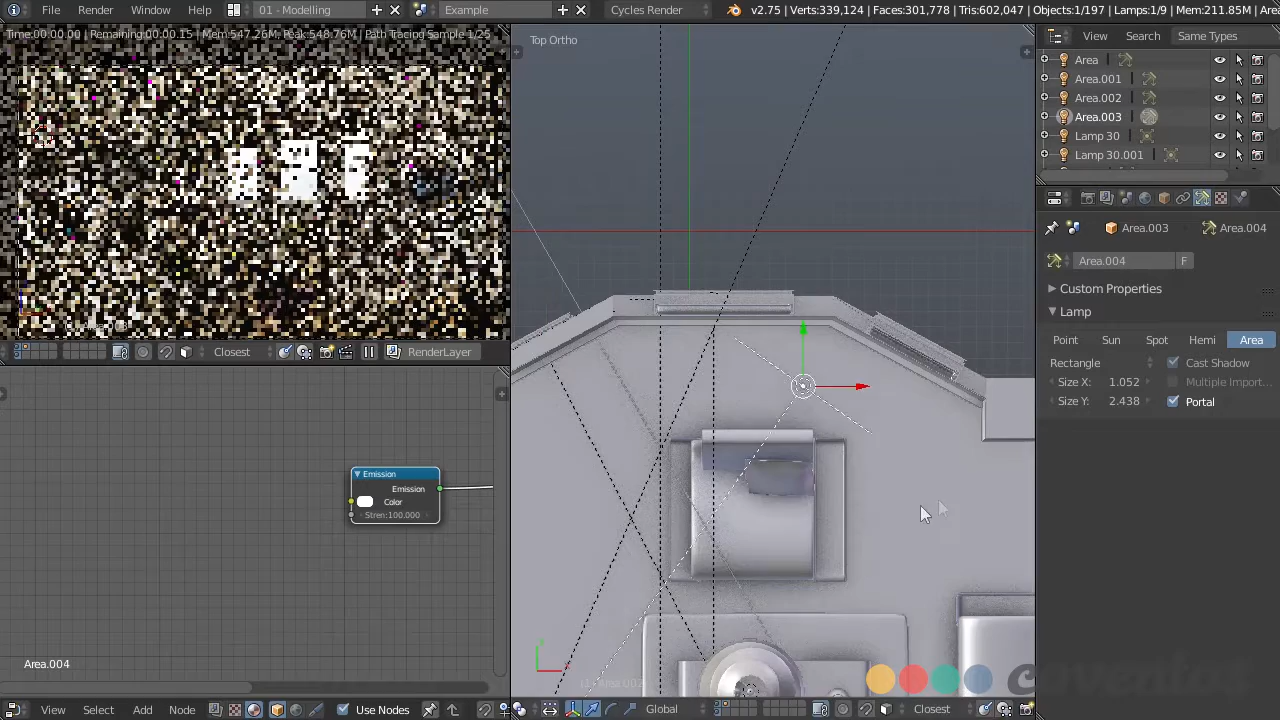 File Render Window Help 01 - Modelling Example Cycles Render v2.75 | Verts:339,124 | Faces:301,778 | Tris:602,047 | Objects:1/197 | Lamps:1/9 | Mem:211.85M | Area
Time:00:00.00 | Remaining:00:00.15 | Mem:547.26M, Peak:548.76M | Path Tracing Sample 1/25
Top Ortho
View Search Same Types
Area
Area.001
Area.002
Area.003
Lamp 30
Lamp 30.001
Area.003 Area.004
Area.004 F
Custom Properties
Lamp
Point Sun Spot Hemi Area
Rectangle Cast Shadow
Size X: 1.052 Multiple Import...
Size Y: 2.438 Portal
Closest RenderLayer
Emission
Emission
Color
Stren:100.000
Area.004
View Select Add Node Use Nodes
Global Closest